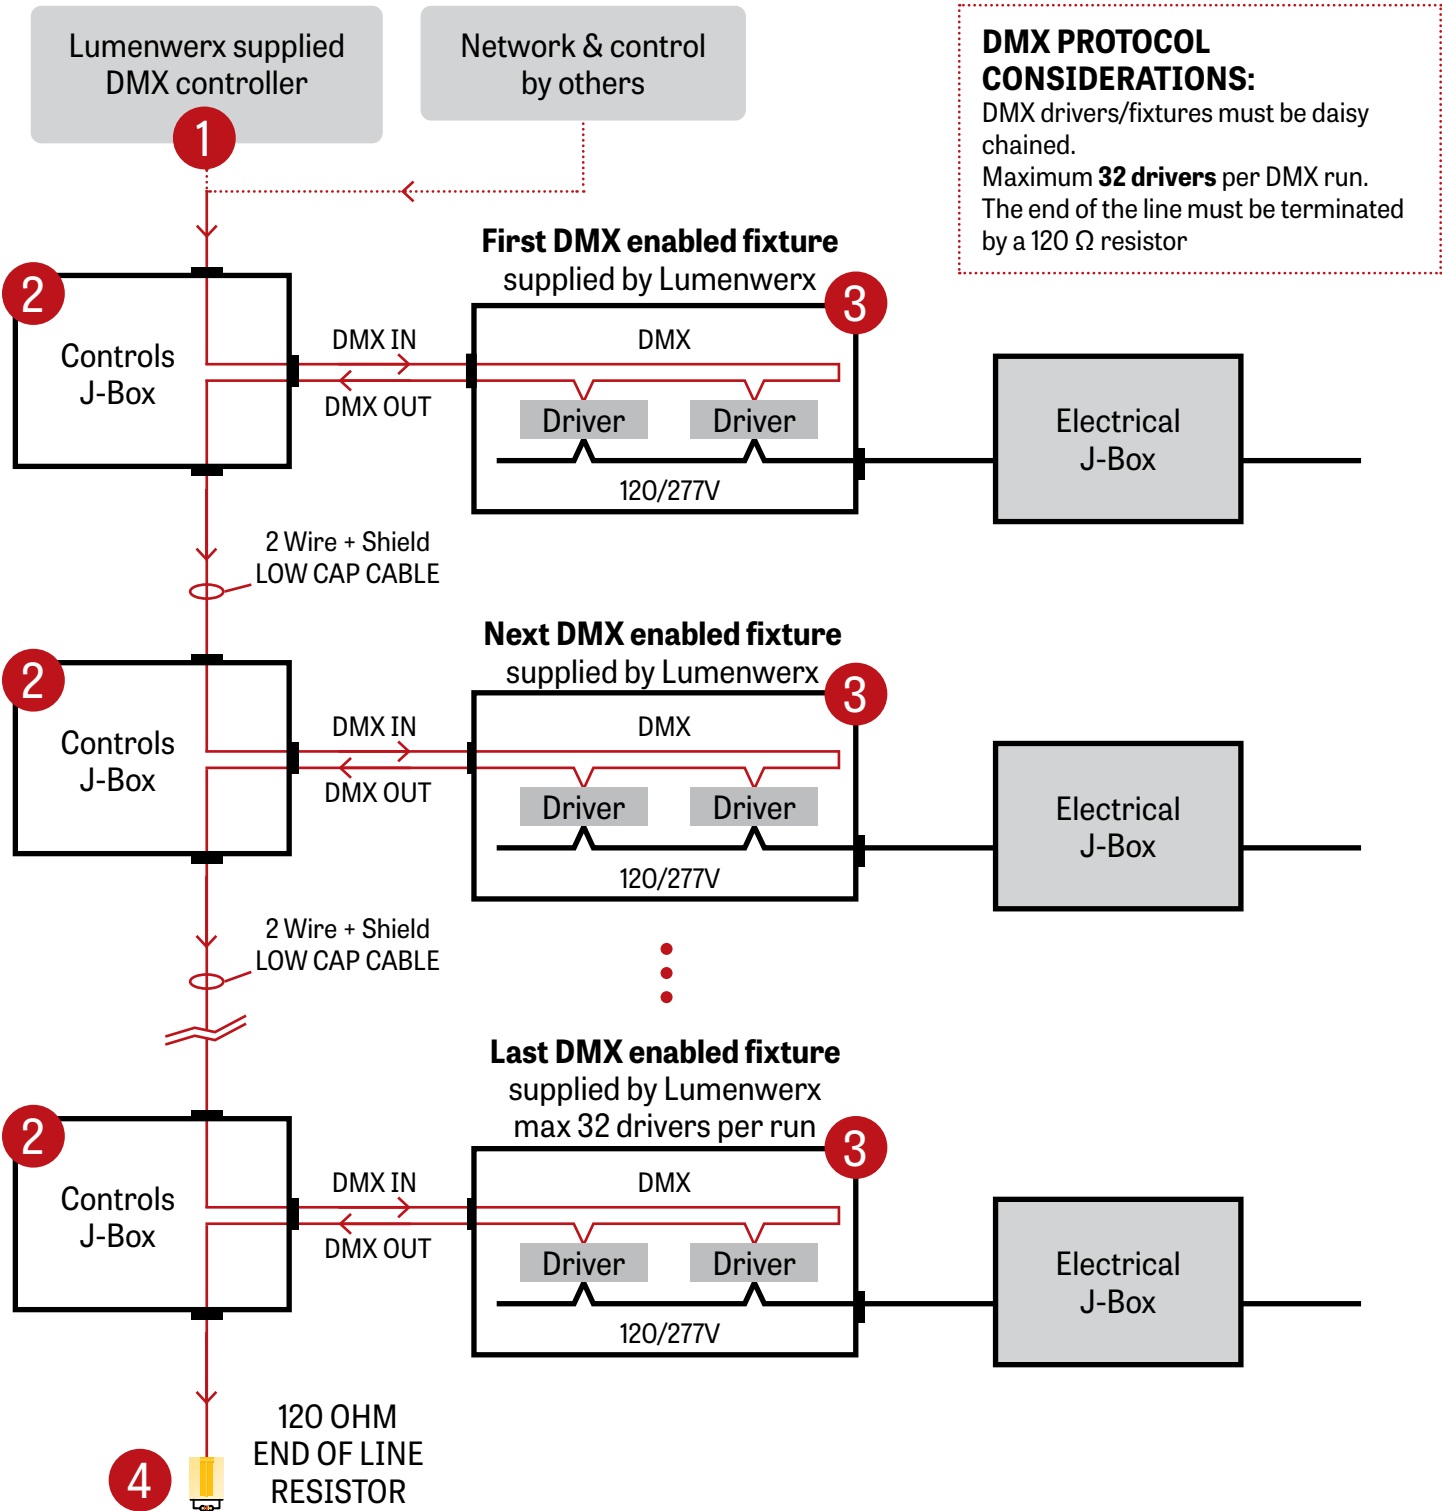 Lumenwerx supplied
DMX controller
1
Network & control
by others
DMX PROTOCOL
CONSIDERATIONS:
DMX drivers/fixtures must be daisy
chained.
Maximum 32 drivers per DMX run.
The end of the line must be terminated
by a 120 Ω resistor
First DMX enabled fixture
supplied by Lumenwerx
2
Controls
J-Box
DMX IN
DMX OUT
3
DMX
Driver
Driver
120/277V
Electrical
J-Box
2 Wire + Shield
LOW CAP CABLE
Next DMX enabled fixture
supplied by Lumenwerx
2
Controls
J-Box
DMX IN
DMX OUT
3
DMX
Driver
Driver
120/277V
Electrical
J-Box
2 Wire + Shield
LOW CAP CABLE
Last DMX enabled fixture
supplied by Lumenwerx
max 32 drivers per run
2
Controls
J-Box
DMX IN
DMX OUT
3
DMX
Driver
Driver
120/277V
Electrical
J-Box
4
120 OHM
END OF LINE
RESISTOR